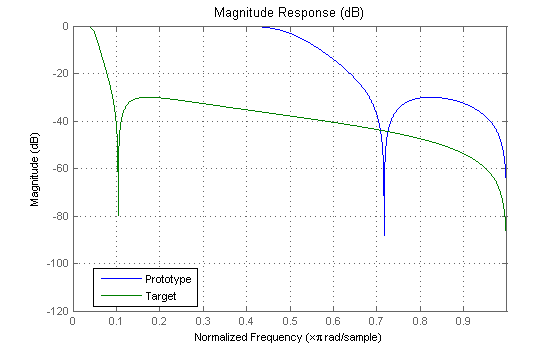 Magnitude Response (dB)
0
-20
-40
-60
-80
-100
-120
Magnitude (dB)
Prototype
Target
0 0.1 0.2 0.3 0.4 0.5 0.6 0.7 0.8 0.9
Normalized Frequency (×π rad/sample)